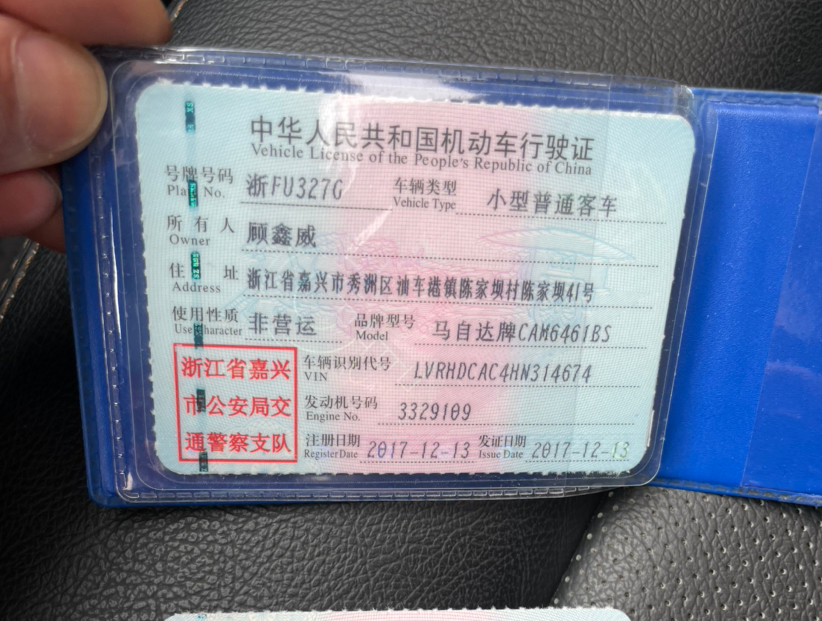 中华人民共和国机动车行驶证
Vehicle License of the People's Republic of China
号牌号码 浙FU327G 车辆类型 小型普通客车
Plate No. Vehicle Type
所有人 顾鑫威
Owner
住址 浙江省嘉兴市秀洲区油车港镇陈家坝村陈家坝41号
Address
使用性质 非营运 品牌型号 马自达牌CAM6461BS
Use Character Model
浙江省嘉兴 车辆识别代号 LVRHDCAC4HN314674
VIN
市公安局交 发动机号码 3329109
Engine No.
通警察支队 注册日期 2017-12-13 发证日期 2017-12-13
Register Date Issue Date